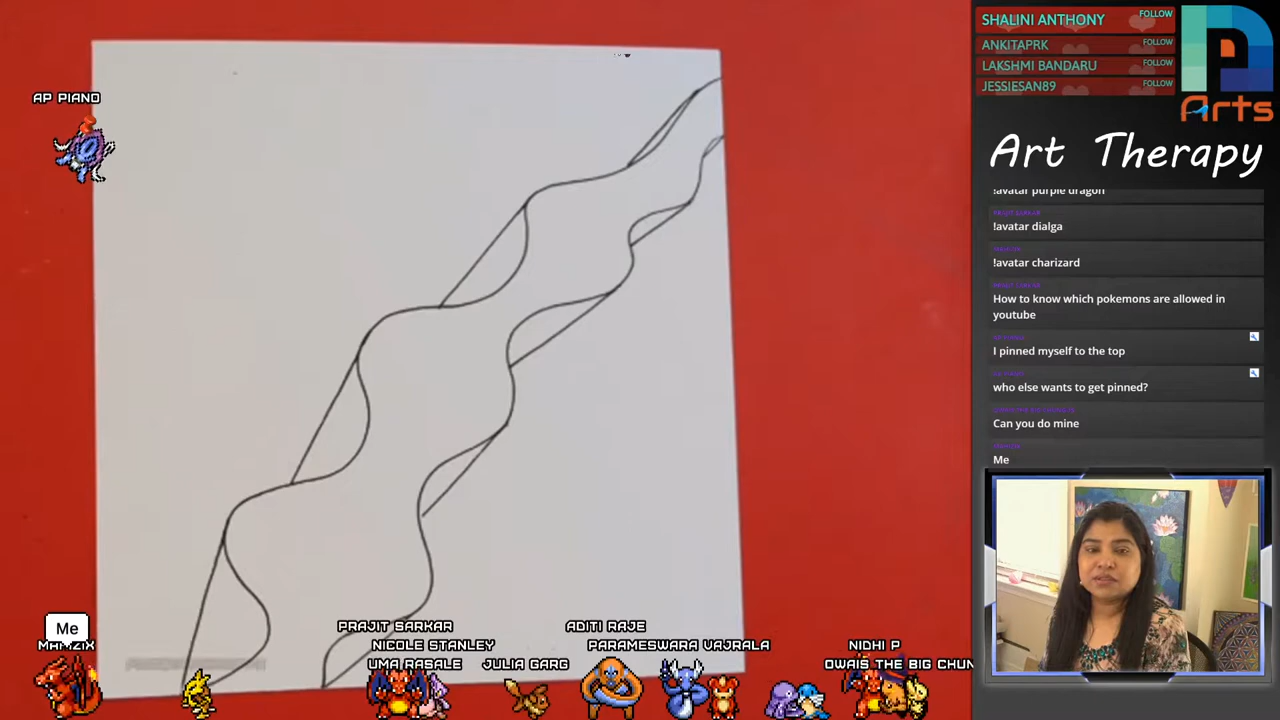 SHALINI ANTHONY
FOLLOW
ANKITAPRK
FOLLOW
LAKSHMI BANDARU
FOLLOW
JESSIESAN89
FOLLOW
Arts
Art Therapy
!avatar purple dragon
!avatar dialga
!avatar charizard
How to know which pokemons are allowed in
youtube
I pinned myself to the top
who else wants to get pinned?
Can you do mine
Me
AP PIANO
Me
MAMZIX
PRAJIT SARKAR
NICOLE STANLEY
UMA RASALE
JULIA GARG
ADITI RAJE
PARAMESWARA VAJRALA
NIDHI P
OWAIS THE BIG CHUN